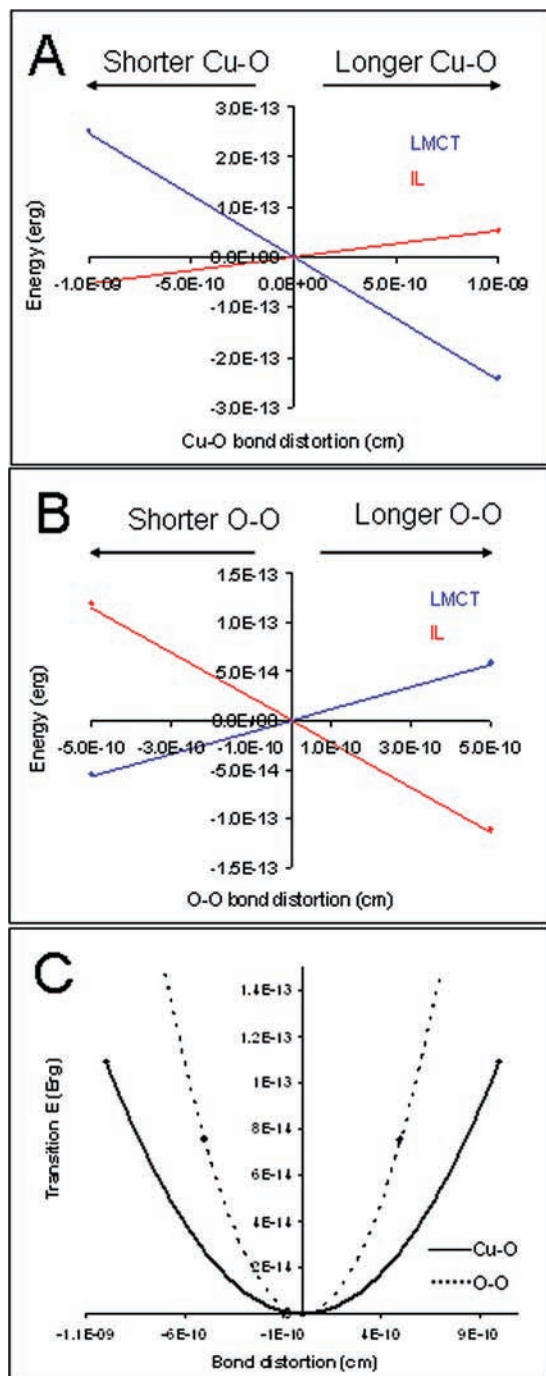 A
Shorter Cu-O Longer Cu-O
3.0E-13
2.0E-13
1.0E-13
0.0E+00
-1.0E-13
-2.0E-13
-3.0E-13
LMCT
IL
-1.0E-09 -5.0E-10 0.0E+00 5.0E-10 1.0E-09
Energy (erg)
Cu-O bond distortion (cm)
B
Shorter O-O Longer O-O
1.5E-13
1.0E-13
5.0E-14
0.0E+00
-5.0E-14
-1.0E-13
-1.5E-13
LMCT
IL
-5.0E-10 -3.0E-10 -1.0E-10 1.0E-10 3.0E-10 5.0E-10
Energy (erg)
O-O bond distortion (cm)
C
1.4E-13
1.2E-13
1E-13
8E-14
6E-14
4E-14
2E-14
Transition E (Erg)
Cu-O
O-O
-1.1E-09 -6E-10 -1E-10 4E-10 9E-10
Bond distortion (cm)